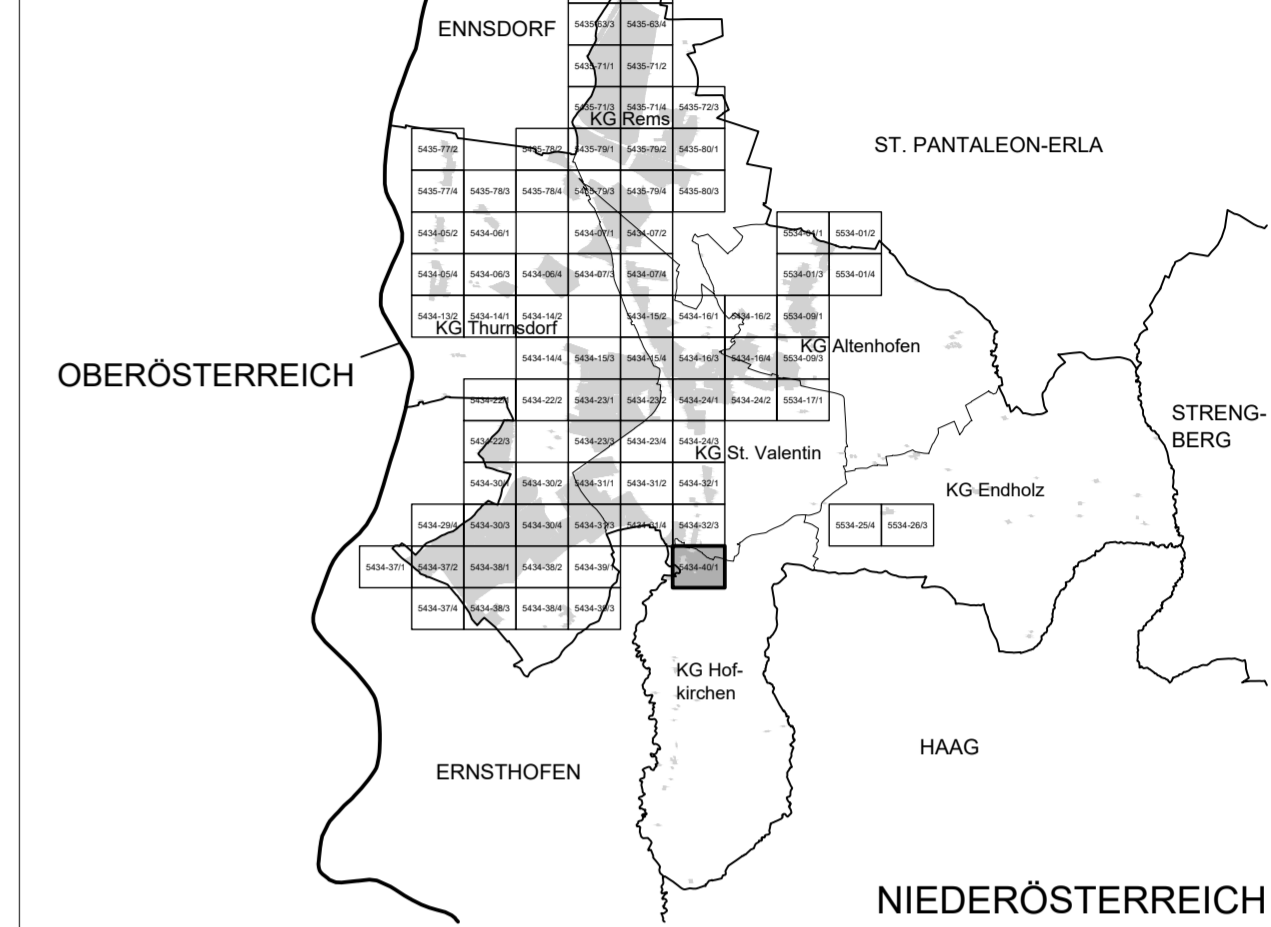 ENNSDORF
5435-63/3 5435-63/4
5435-71/1 5435-71/2
5435-71/3 5435-71/4 5435-72/3
KG Rems
ST. PANTALEON-ERLA
5435-77/2 5435-78/2 5435-79/1 5435-79/2 5435-80/1
5435-77/4 5435-78/3 5435-78/4 5435-79/3 5435-79/4 5435-80/3
5434-05/2 5434-06/1 5434-07/1 5434-07/2 5534-01/1 5534-01/2
5434-05/4 5434-06/3 5434-06/4 5434-07/3 5434-07/4 5534-01/3 5534-01/4
5434-13/2 5434-14/1 5434-14/2 5434-15/2 5434-16/1 5434-16/2 5534-09/1
KG Thurnsdorf
KG Altenhofen
5434-14/4 5434-15/3 5434-15/4 5434-16/3 5434-16/4 5534-09/3
OBERÖSTERREICH
5434-22/1 5434-22/2 5434-23/1 5434-23/2 5434-24/1 5434-24/2 5534-17/1
STRENG-
BERG
5434-22/3 5434-23/3 5434-23/4 5434-24/3
KG St. Valentin
5434-30/1 5434-30/2 5434-31/1 5434-31/2 5434-32/1
KG Endholz
5434-29/4 5434-30/3 5434-30/4 5434-31/3 5434-31/4 5434-32/3 5534-25/4 5534-26/3
5434-37/1 5434-37/2 5434-38/1 5434-38/2 5434-39/1 5434-40/1
5434-37/4 5434-38/3 5434-38/4 5434-39/3
KG Hof-
kirchen
HAAG
ERNSTHOFEN
NIEDERÖSTERREICH